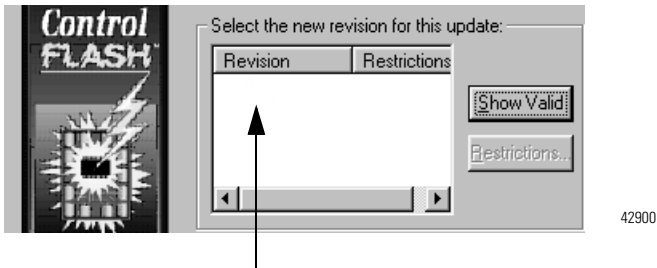 Control
FLASH
Select the new revision for this update:
Revision Restrictions
Show Valid
Restrictions...
42900